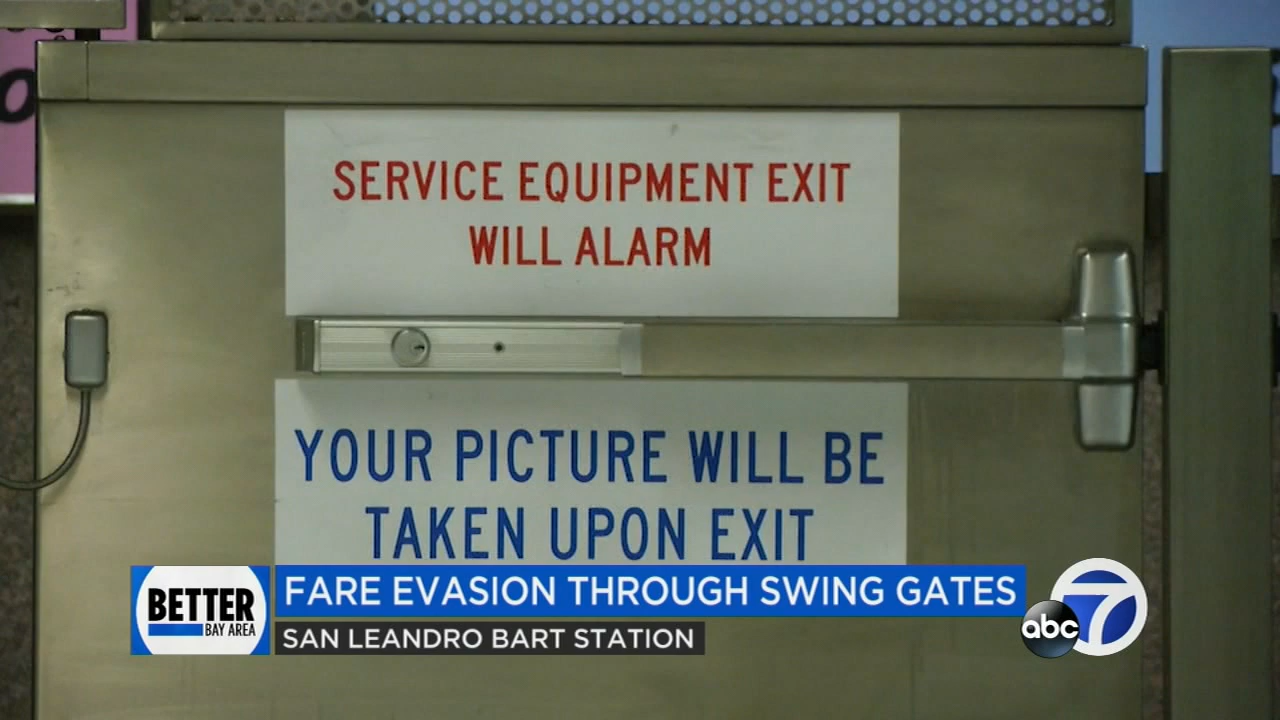 o
SERVICE EQUIPMENT EXIT
WILL ALARM
YOUR PICTURE WILL BE
TAKEN UPON EXIT
BETTER
BAY AREA
FARE EVASION THROUGH SWING GATES
SAN LEANDRO BART STATION
abc 7